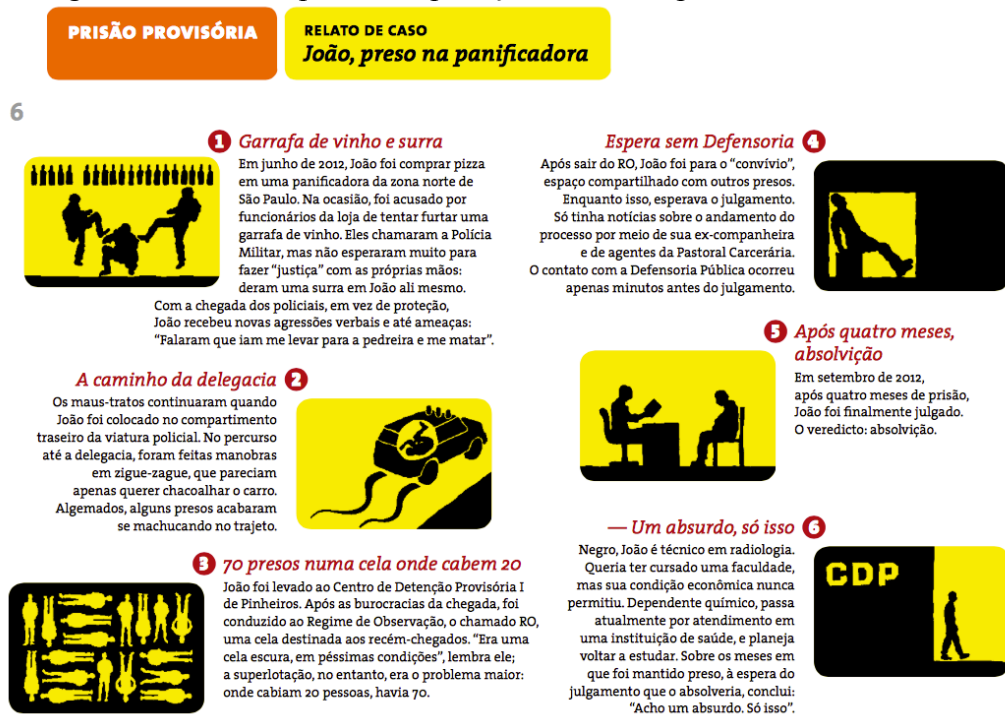 PRISÃO PROVISÓRIA
RELATO DE CASO
João, preso na panificadora
6
1 Garrafa de vinho e surra
Em junho de 2012, João foi comprar pizza
em uma panificadora da zona norte de
São Paulo. Na ocasião, foi acusado por
funcionários da loja de tentar furtar uma
garrafa de vinho. Eles chamaram a Polícia
Militar, mas não esperaram muito para
fazer “justiça” com as próprias mãos:
deram uma surra em João ali mesmo.
Com a chegada dos policiais, em vez de proteção,
João recebeu novas agressões verbais e até ameaças:
“Falaram que iam me levar para a pedreira e me matar”.
A caminho da delegacia 2
Os maus-tratos continuaram quando
João foi colocado no compartimento
traseiro da viatura policial. No percurso
até a delegacia, foram feitas manobras
em zigue-zague, que pareciam
apenas querer chacoalhar o carro.
Algemados, alguns presos acabaram
se machucando no trajeto.
3 70 presos numa cela onde cabem 20
João foi levado ao Centro de Detenção Provisória I
de Pinheiros. Após as burocracias da chegada, foi
conduzido ao Regime de Observação, o chamado RO,
uma cela destinada aos recém-chegados. “Era uma
cela escura, em péssimas condições”, lembra ele;
a superlotação, no entanto, era o problema maior:
onde cabiam 20 pessoas, havia 70.
Espera sem Defensoria 4
Após sair do RO, João foi para o “convívio”,
espaço compartilhado com outros presos.
Enquanto isso, esperava o julgamento.
Só tinha notícias sobre o andamento do
processo por meio de sua ex-companheira
e de agentes da Pastoral Carcerária.
O contato com a Defensoria Pública ocorreu
apenas minutos antes do julgamento.
5 Após quatro meses,
absolvição
Em setembro de 2012,
após quatro meses de prisão,
João foi finalmente julgado.
O veredicto: absolvição.
— Um absurdo, só isso 6
Negro, João é técnico em radiologia.
Queria ter cursado uma faculdade,
mas sua condição econômica nunca
permitiu. Dependente químico, passa
atualmente por atendimento em
uma instituição de saúde, e planeja
voltar a estudar. Sobre os meses em
que foi mantido preso, à espera do
julgamento que o absolveria, conclui:
“Acho um absurdo. Só isso”.
CDP